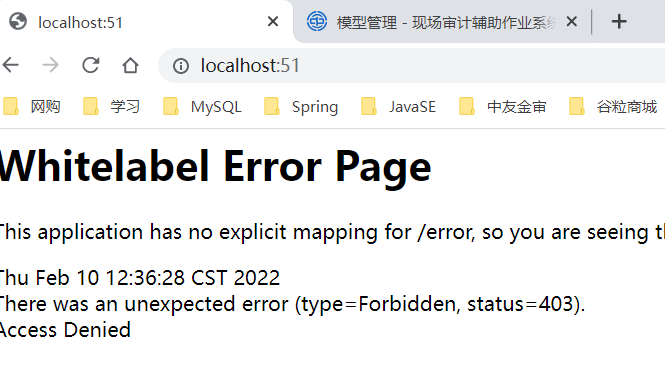 localhost:51
模型管理 - 现场审计辅助作业系统
localhost:51
网购 学习 MySQL Spring JavaSE 中友金审 谷粒商城
Whitelabel Error Page
This application has no explicit mapping for /error, so you are seeing
Thu Feb 10 12:36:28 CST 2022
There was an unexpected error (type=Forbidden, status=403).
Access Denied